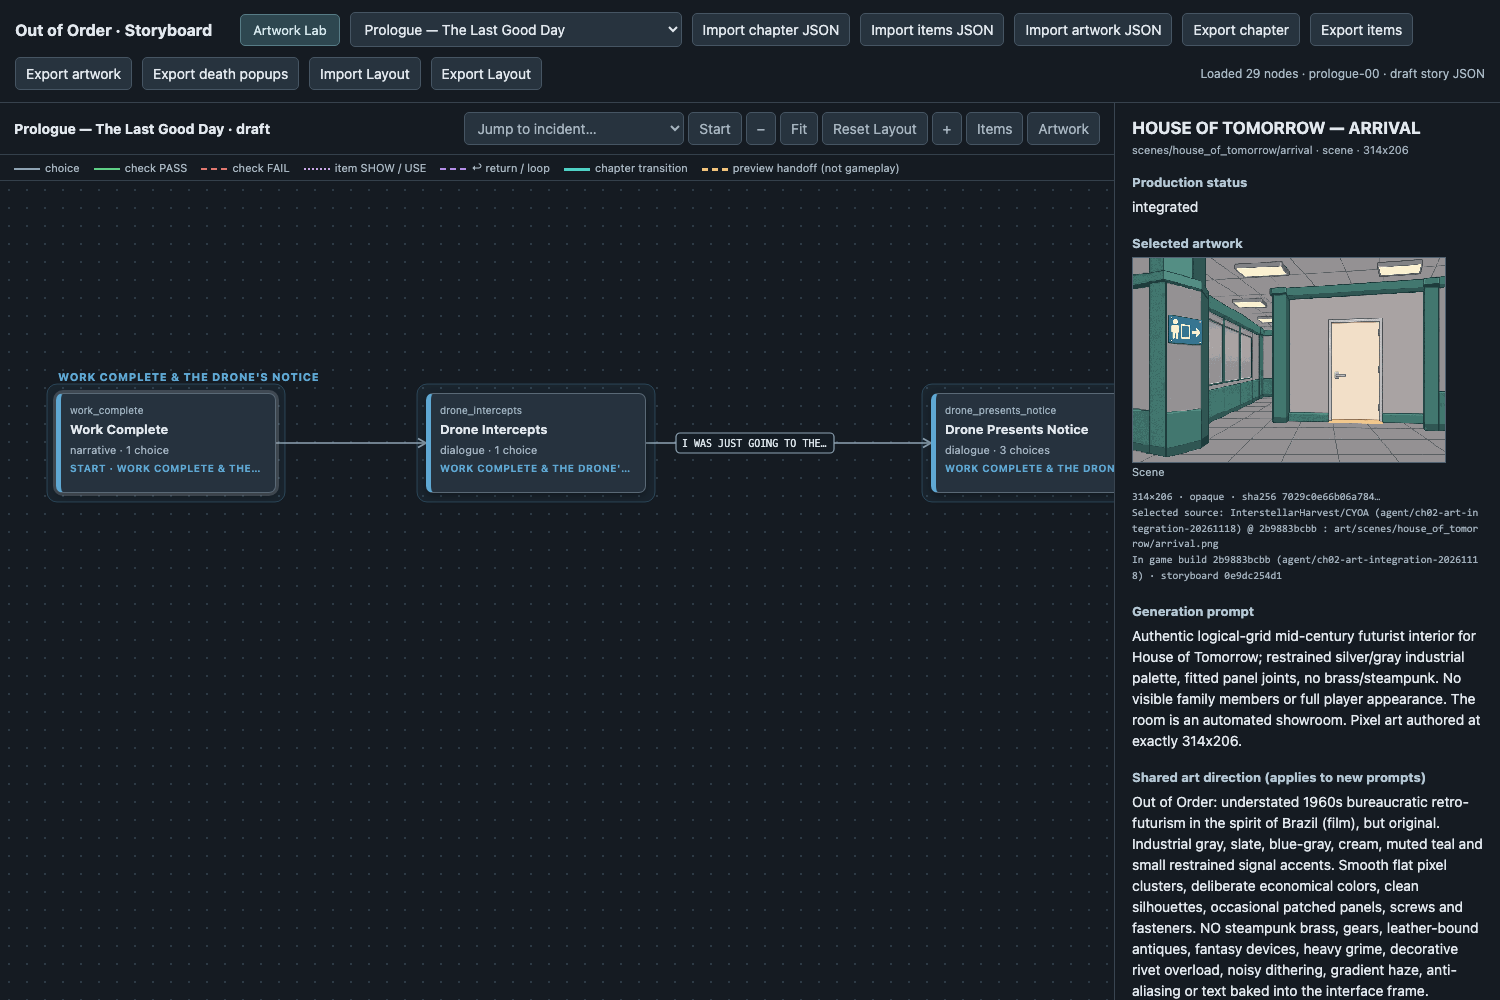 Out of Order · Storyboard
Artwork Lab
Prologue — The Last Good Day
Import chapter JSON
Import items JSON
Import artwork JSON
Export chapter
Export items
Export artwork
Export death popups
Import Layout
Export Layout
Loaded 29 nodes · prologue-00 · draft story JSON
Prologue — The Last Good Day · draft
Jump to incident...
Start
−
Fit
Reset Layout
+
Items
Artwork
choice
check PASS
check FAIL
item SHOW / USE
↩ return / loop
chapter transition
preview handoff (not gameplay)
WORK COMPLETE & THE DRONE'S NOTICE
work_complete
Work Complete
narrative · 1 choice
START · WORK COMPLETE & THE…
drone_intercepts
Drone Intercepts
dialogue · 1 choice
WORK COMPLETE & THE DRONE'…
I WAS JUST GOING TO THE…
drone_presents_notice
Drone Presents Notice
dialogue · 3 choices
WORK COMPLETE & THE DRON
HOUSE OF TOMORROW — ARRIVAL
scenes/house_of_tomorrow/arrival · scene · 314x206
Production status
integrated
Selected artwork
Scene
314×206 · opaque · sha256 7029c0e66b06a784…
Selected source: InterstellarHarvest/CYOA (agent/ch02-art-in
tegration-20261118) @ 2b9883bcbb : art/scenes/house_of_tomor
row/arrival.png
In game build 2b9883bcbb (agent/ch02-art-integration-2026111
8) · storyboard 0e9dc254d1
Generation prompt
Authentic logical-grid mid-century futurist interior for
House of Tomorrow; restrained silver/gray industrial
palette, fitted panel joints, no brass/steampunk. No
visible family members or full player appearance. The
room is an automated showroom. Pixel art authored at
exactly 314x206.
Shared art direction (applies to new prompts)
Out of Order: understated 1960s bureaucratic retro-
futurism in the spirit of Brazil (film), but original.
Industrial gray, slate, blue-gray, cream, muted teal and
small restrained signal accents. Smooth flat pixel
clusters, deliberate economical colors, clean
silhouettes, occasional patched panels, screws and
fasteners. NO steampunk brass, gears, leather-bound
antiques, fantasy devices, heavy grime, decorative
rivet overload, noisy dithering, gradient haze, anti-
aliasing or text baked into the interface frame.